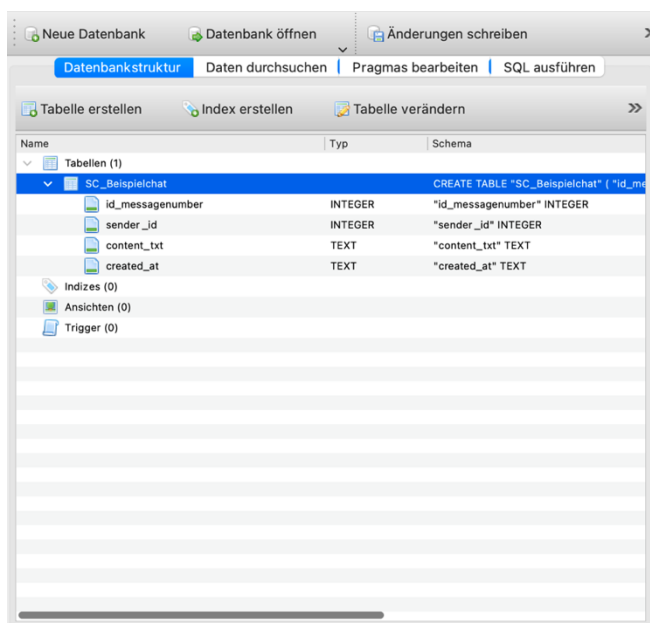 Neue Datenbank Datenbank öffnen Änderungen schreiben
Datenbankstruktur Daten durchsuchen Pragmas bearbeiten SQL ausführen
Tabelle erstellen Index erstellen Tabelle verändern
Name Typ Schema
Tabellen (1)
SC_Beispielchat CREATE TABLE "SC_Beispielchat" ( "id_me
id_messagenumber INTEGER "id_messagenumber" INTEGER
sender_id INTEGER "sender_id" INTEGER
content_txt TEXT "content_txt" TEXT
created_at TEXT "created_at" TEXT
Indizes (0)
Ansichten (0)
Trigger (0)